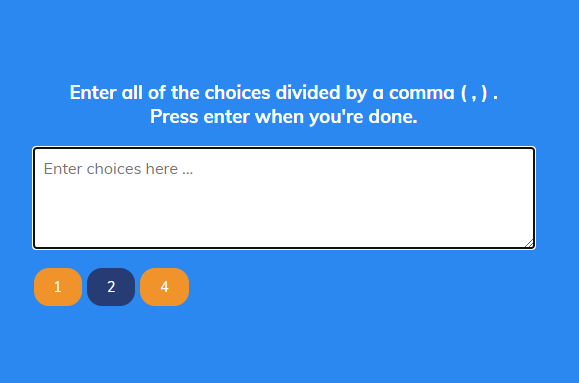 Enter all of the choices divided by a comma ( , ) .
Press enter when you're done.
Enter choices here ...
1 2 4